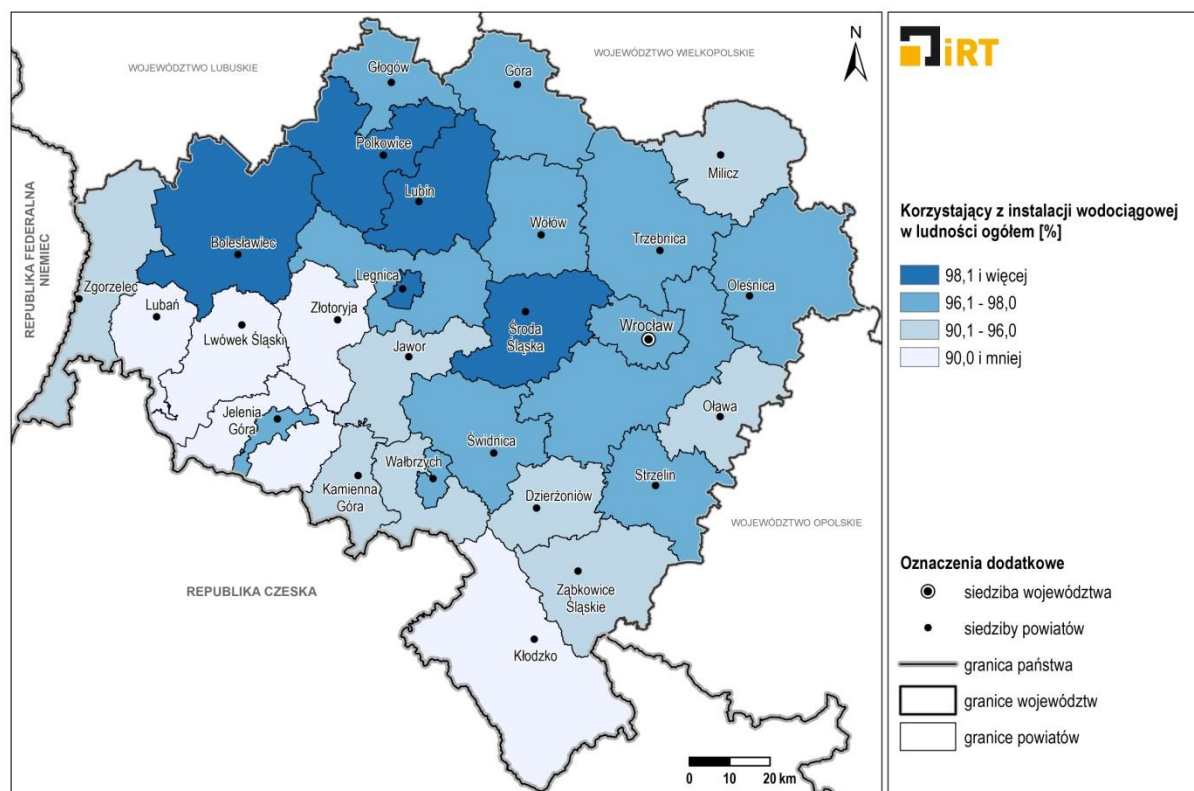 WOJEWÓDZTWO LUBUSKIE
WOJEWÓDZTWO WIELKOPOLSKIE
N
Głogów
Góra
Polkowice
Milicz
Lubin
Wołów
Trzebnica
Bolesławiec
REPUBLIKA FEDERALNA
NIEMIEC
Zgorzelec
Legnica
Oleśnica
Lubań
Złotoryja
Środa
Śląska
Wrocław
Lwówek Śląski
Jawor
Oława
Jelenia
Góra
Świdnica
Wałbrzych
Strzelin
Kamienna
Góra
Dzierżoniów
WOJEWÓDZTWO OPOLSKIE
REPUBLIKA CZESKA
Ząbkowice
Śląskie
Kłodzko
0 10 20 km
iRT
Korzystający z instalacji wodociągowej
w ludności ogółem [%]
98,1 i więcej
96,1 - 98,0
90,1 - 96,0
90,0 i mniej
Oznaczenia dodatkowe
siedziba województwa
siedziby powiatów
granica państwa
granice województw
granice powiatów